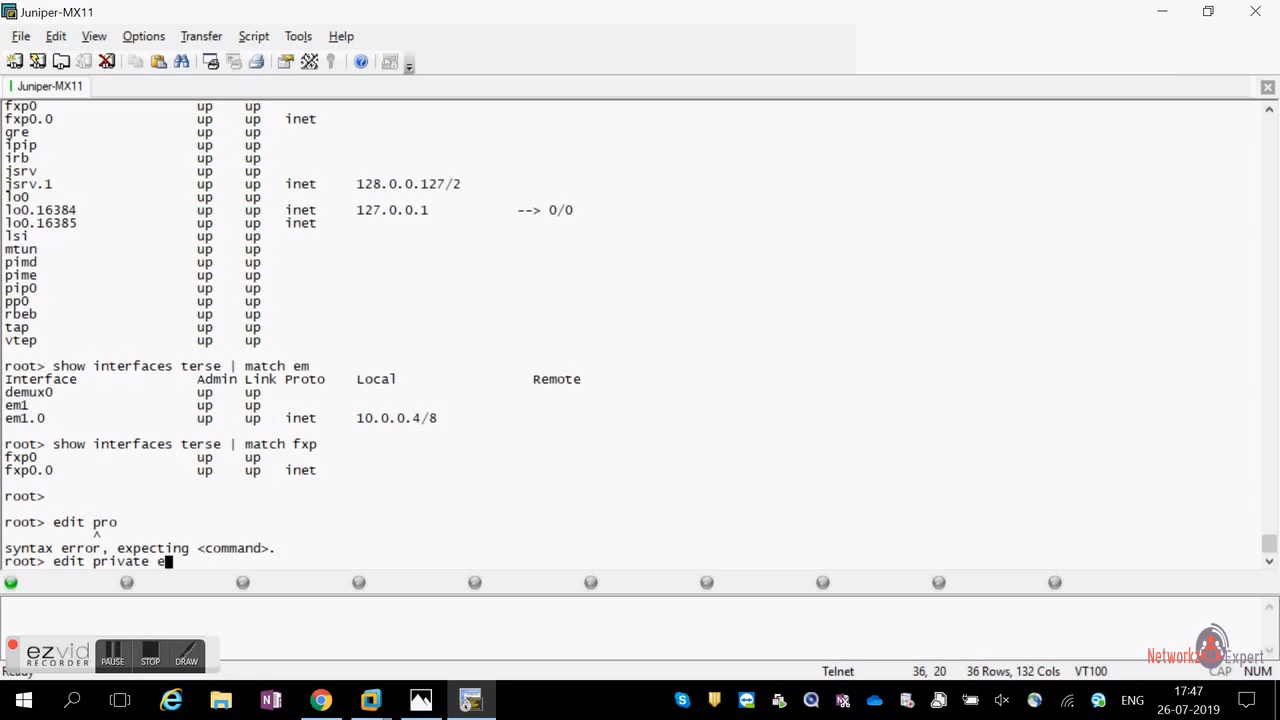 Juniper-MX11
File Edit View Options Transfer Script Tools Help
Juniper-MX11
fxp0 up up
fxp0.0 up up inet
gre up up
ipip up up
irb up up
jsrv up up
jsrv.1 up up inet 128.0.0.127/2
lo0 up up
lo0.16384 up up inet 127.0.0.1 --> 0/0
lo0.16385 up up inet
lsi up up
mtun up up
pimd up up
pime up up
pip0 up up
pp0 up up
rbeb up up
tap up up
vtep up up
root> show interfaces terse | match em
Interface Admin Link Proto Local Remote
demux0 up up
em1 up up
em1.0 up up inet 10.0.0.4/8
root> show interfaces terse | match fxp
fxp0 up up
fxp0.0 up up inet
root>
root> edit pro
^
syntax error, expecting <command>.
root> edit private e
ezvid
RECORDER
PAUSE STOP DRAW
Ready Telnet 36, 20 36 Rows, 132 Cols VT100 CAP NUM
ENG
17:47
26-07-2019